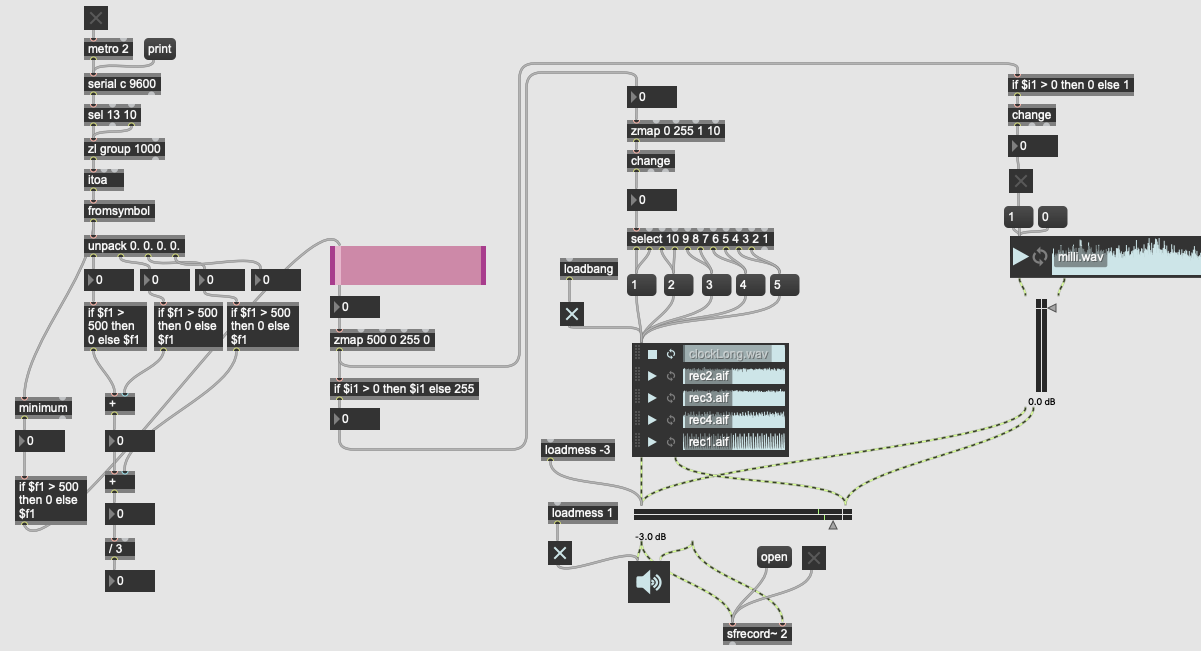 metro 2
print
serial c 9600
sel 13 10
zl group 1000
itoa
fromsymbol
unpack 0. 0. 0. 0.
0
0
0
0
if $f1 >
500 then
0 else $f1
if $f1 > 500
then 0 else
$f1
if $f1 > 500
then 0 else
$f1
minimum
0
if $f1 > 500
then 0 else
$f1
+
0
+
0
/ 3
0
0
zmap 500 0 255 0
if $i1 > 0 then $i1 else 255
0
0
zmap 0 255 1 10
change
0
select 10 9 8 7 6 5 4 3 2 1
loadbang
1
2
3
4
5
clockLong.wav
rec2.aif
rec3.aif
rec4.aif
rec1.aif
loadmess -3
loadmess 1
-3.0 dB
open
sfrecord~ 2
if $i1 > 0 then 0 else 1
change
0
1
0
milli.wav
0.0 dB